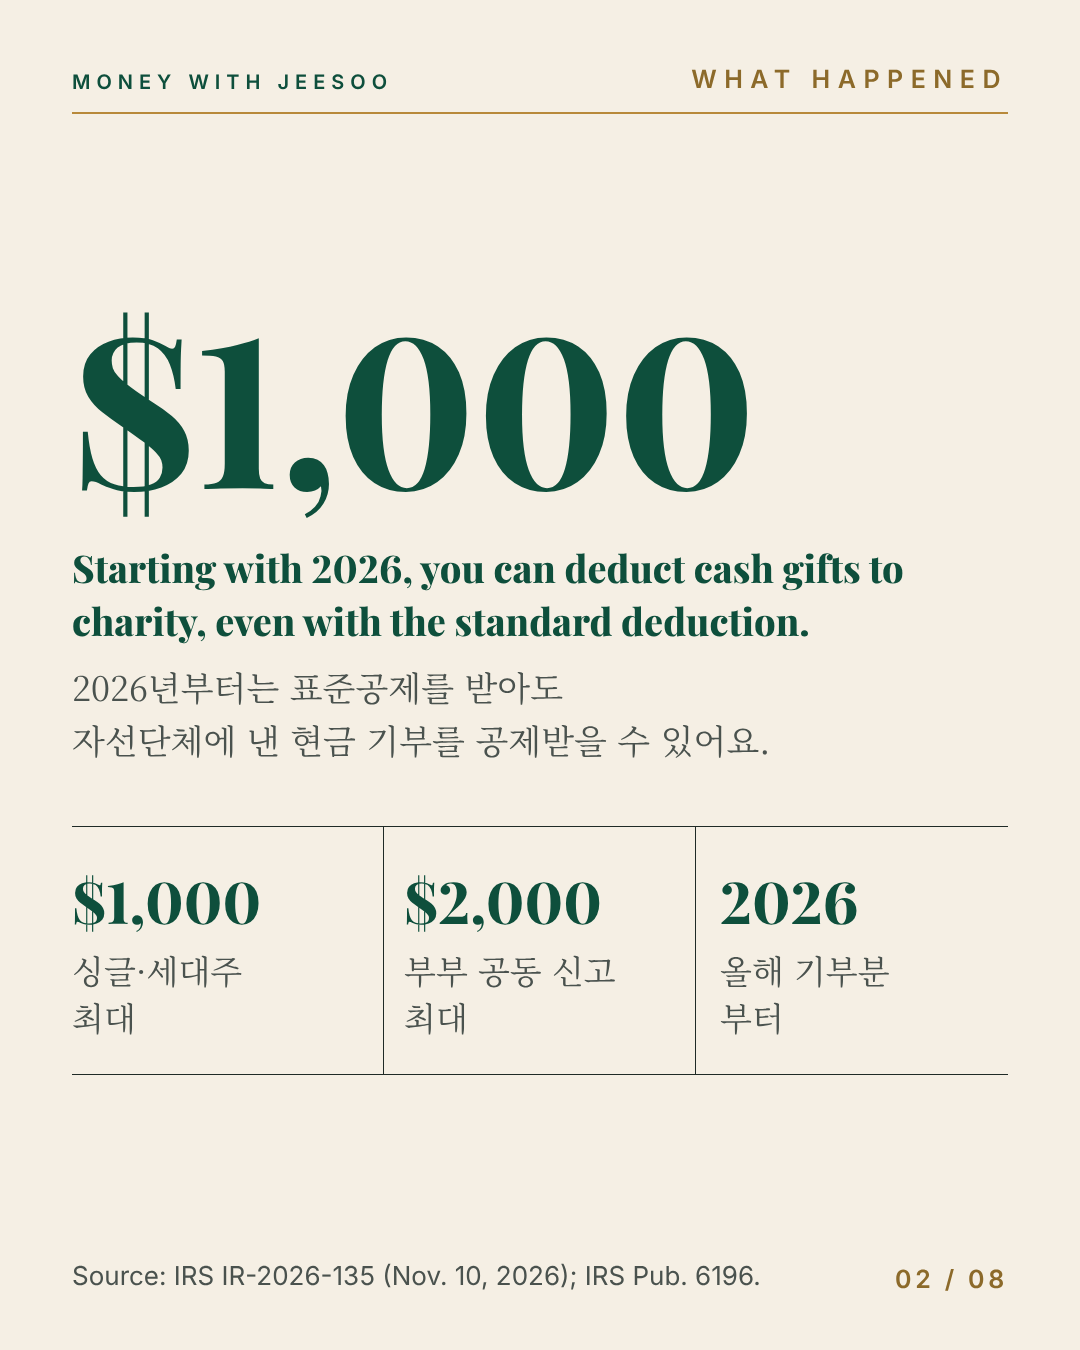 MONEY WITH JEESOO
WHAT HAPPENED
$1,000
Starting with 2026, you can deduct cash gifts to
charity, even with the standard deduction.
2026년부터는 표준공제를 받아도
자선단체에 낸 현금 기부를 공제받을 수 있어요.
$1,000
싱글·세대주
최대
$2,000
부부 공동 신고
최대
2026
올해 기부분
부터
Source: IRS IR-2026-135 (Nov. 10, 2026); IRS Pub. 6196.
02 / 08